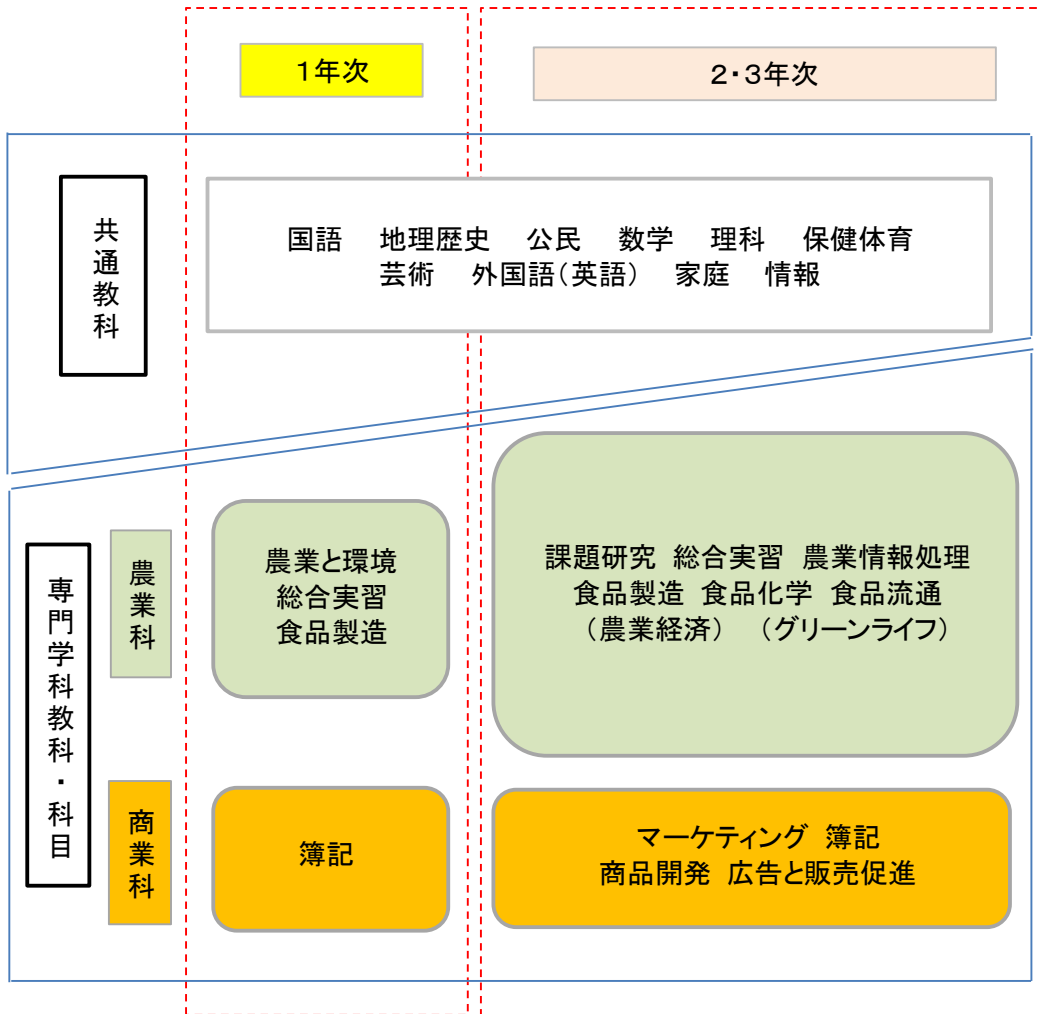 １年次
２・３年次
共通教科
国語　地理歴史　公民　数学　理科　保健体育
芸術　外国語（英語）　家庭　情報
専門学科教科・科目
農業科
農業と環境
総合実習
食品製造
課題研究　総合実習　農業情報処理
食品製造　食品化学　食品流通
（農業経済）　（グリーンライフ）
商業科
簿記
マーケティング　簿記
商品開発　広告と販売促進